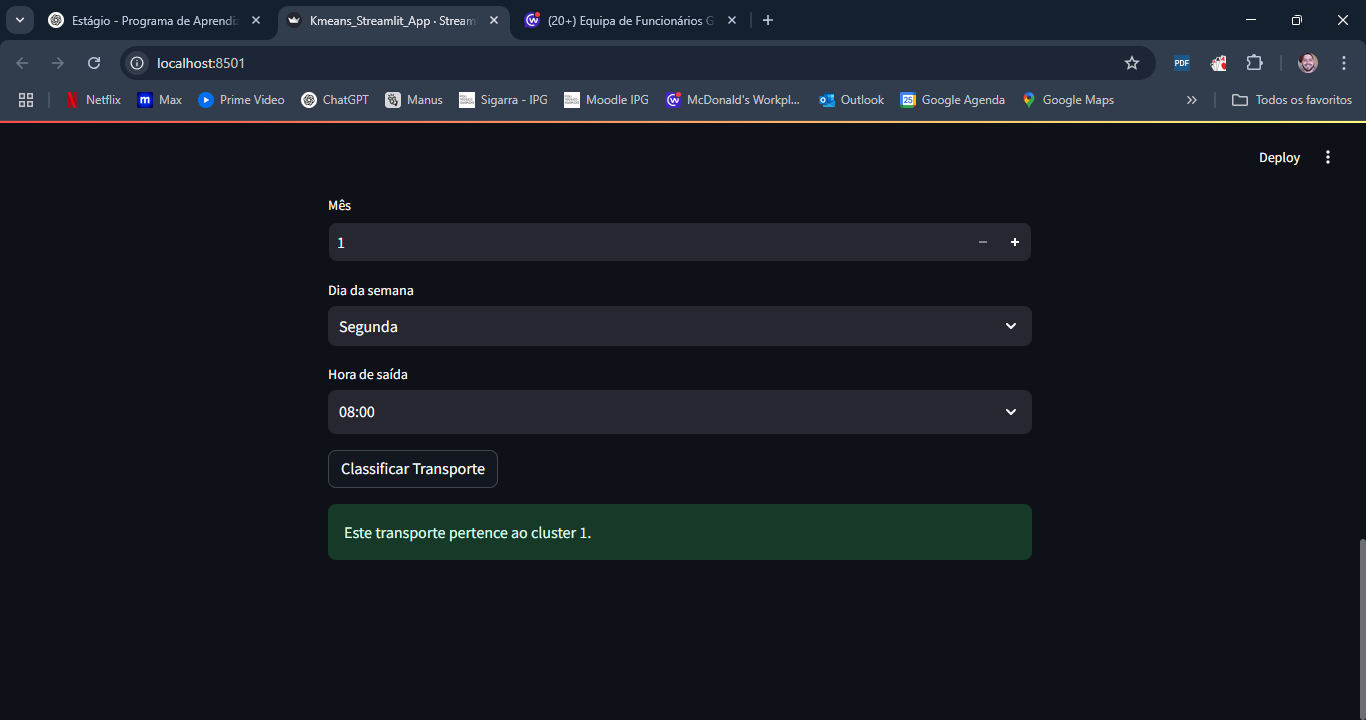 Estágio - Programa de Aprendiz
Kmeans_Streamlit_App · Stream
(20+) Equipa de Funcionários G
localhost:8501
PDF
Netflix
m Max
Prime Video
ChatGPT
Manus
Sigarra - IPG
Moodle IPG
McDonald's Workpl...
Outlook
25 Google Agenda
Google Maps
Todos os favoritos
Deploy
Mês
1
Dia da semana
Segunda
Hora de saída
08:00
Classificar Transporte
Este transporte pertence ao cluster 1.